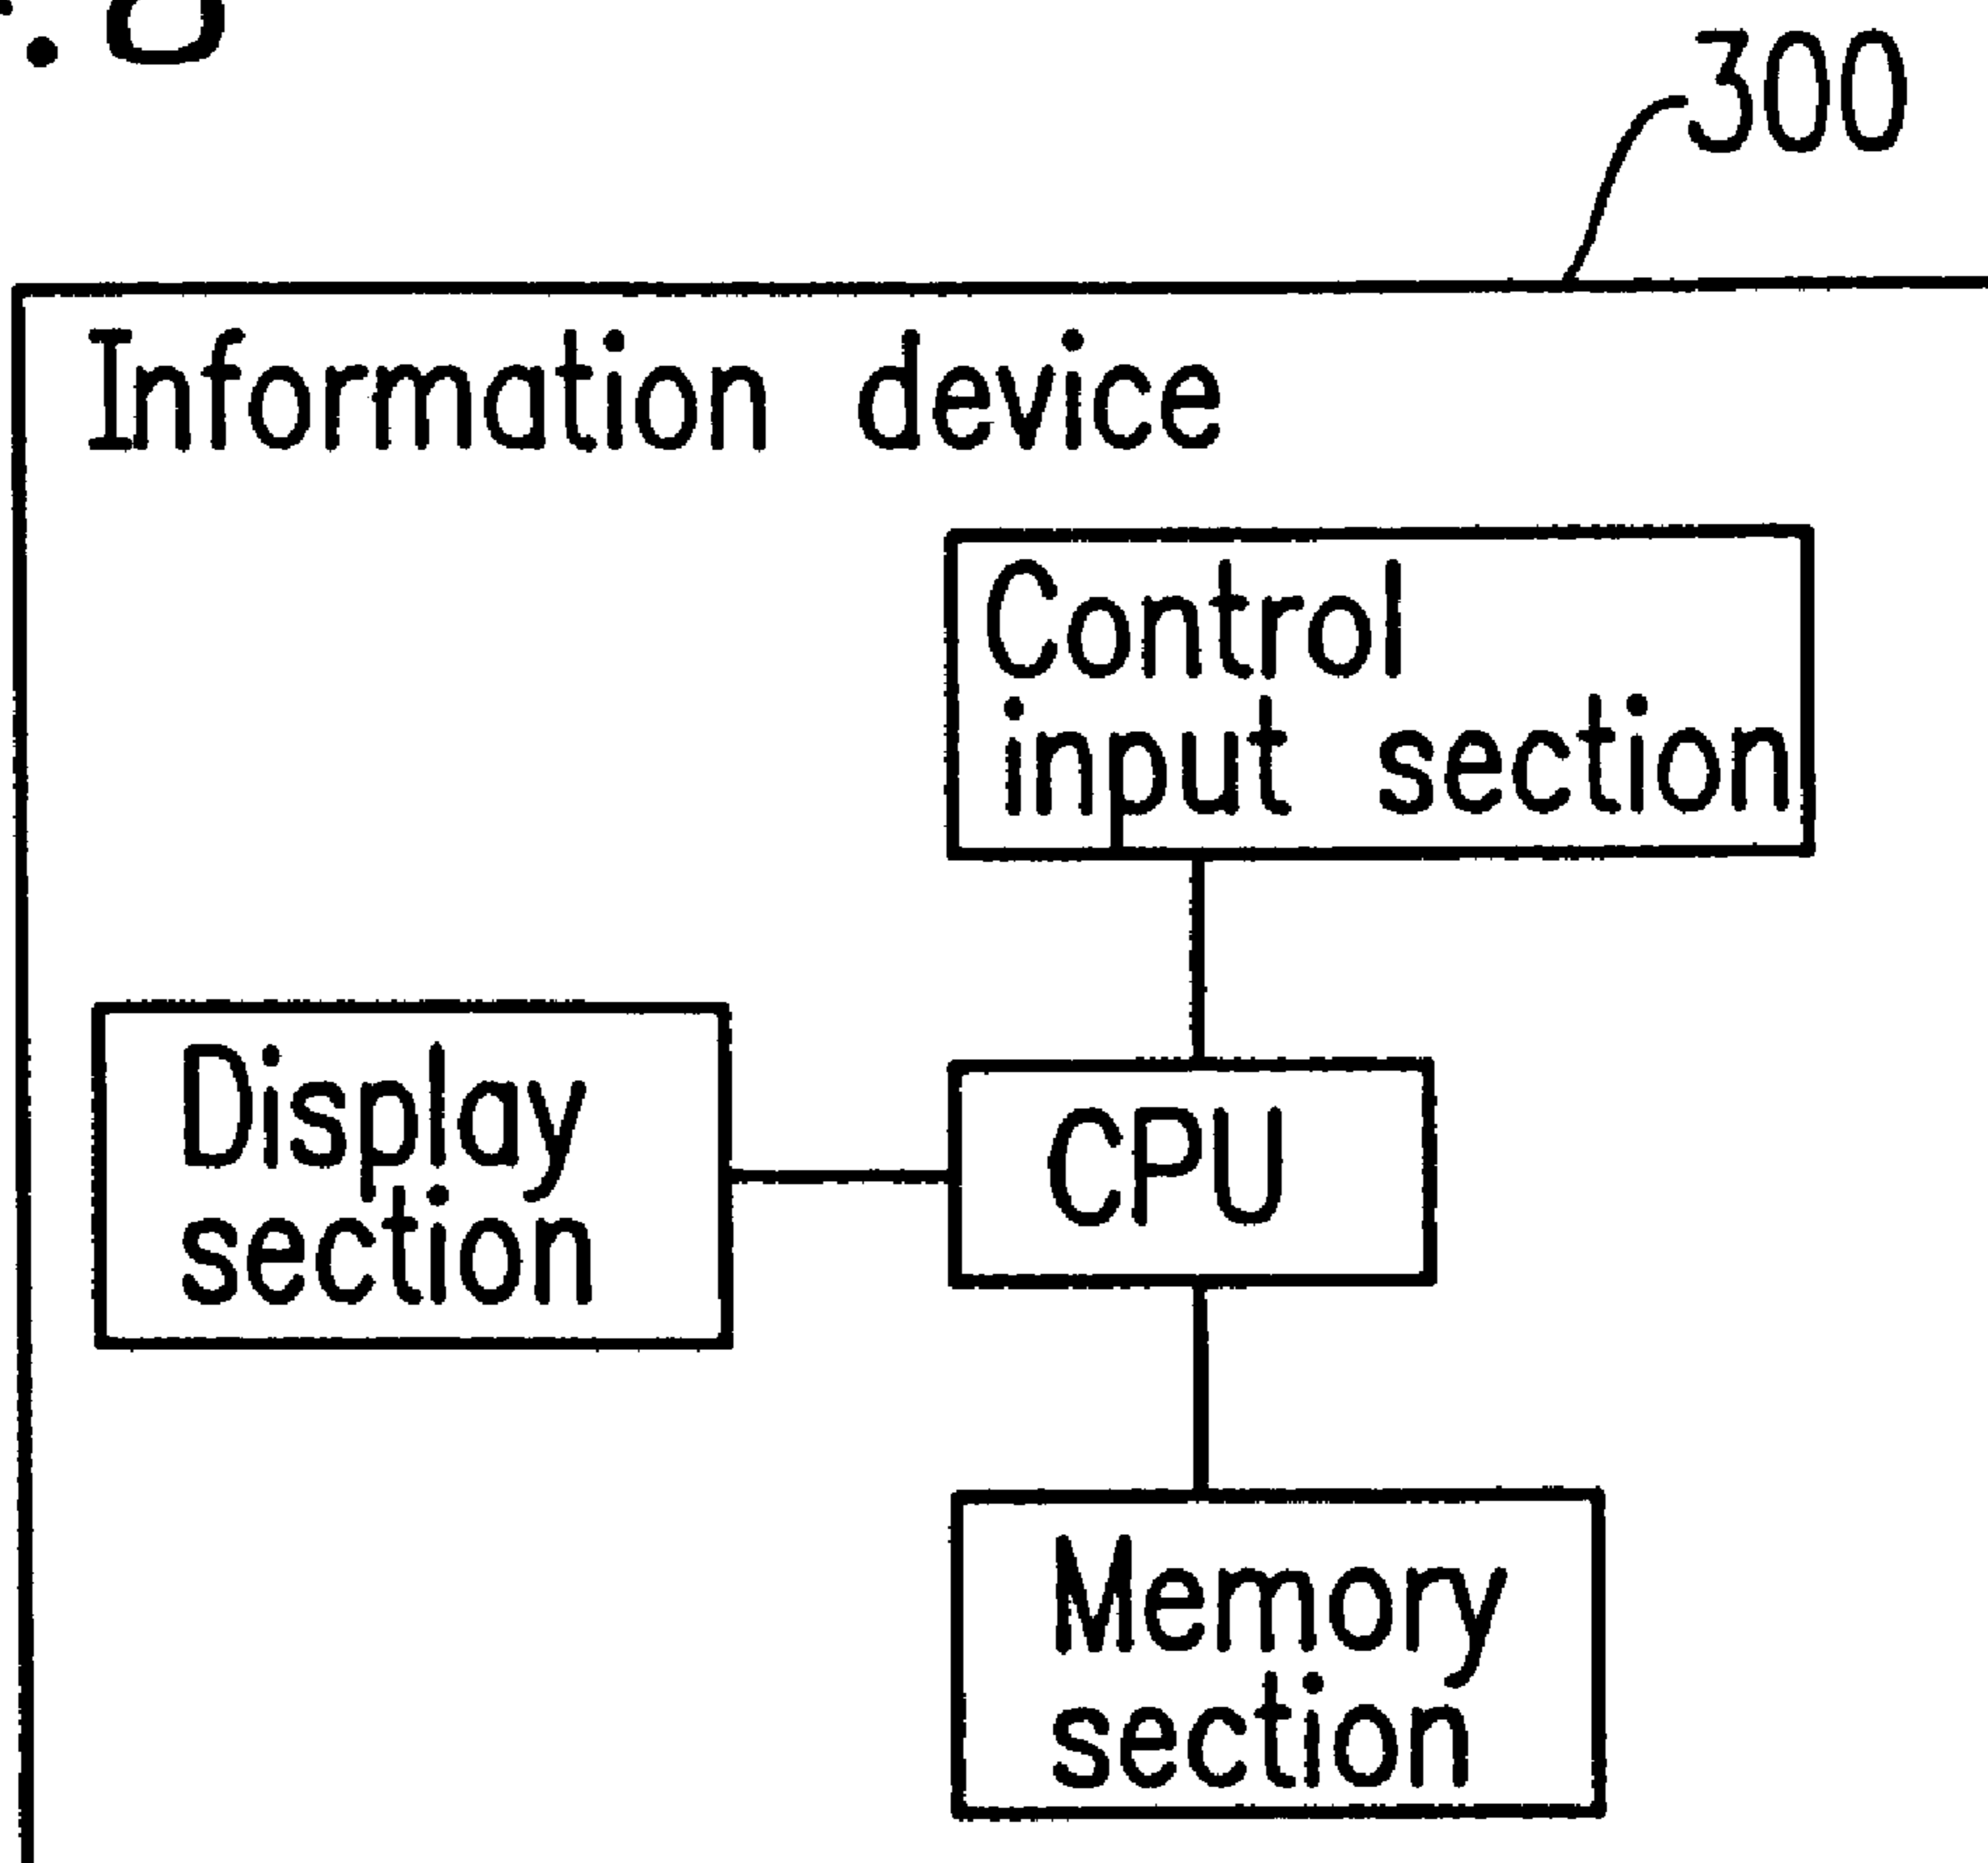 300
Information device
Control
input section
Display
section
CPU
Memory
section